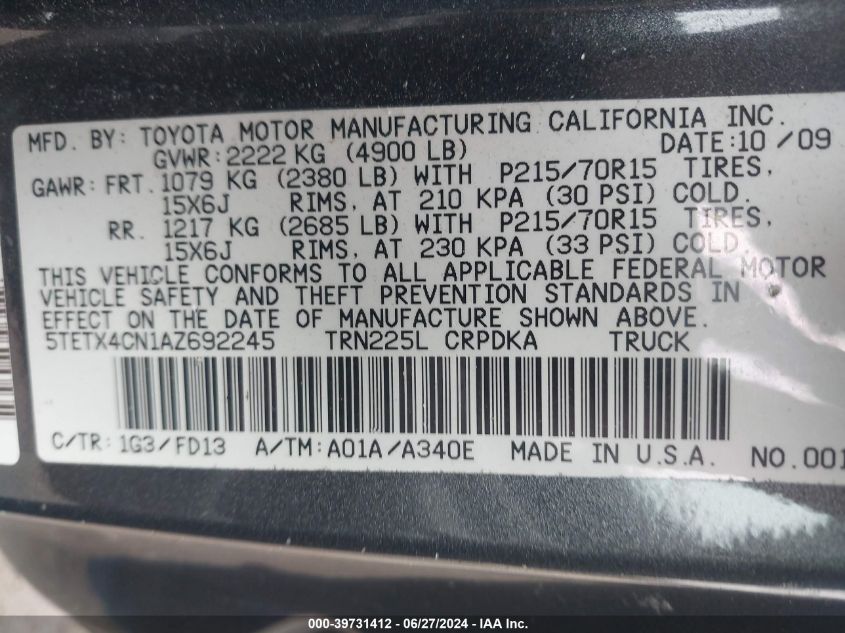 MFD. BY: TOYOTA MOTOR MANUFACTURING CALIFORNIA INC.
GVWR: 2222 KG (4900 LB) DATE: 10 /09
GAWR: FRT. 1079 KG (2380 LB) WITH P215/70R15 TIRES,
15X6J RIMS, AT 210 KPA (30 PSI) COLD.
RR. 1217 KG (2685 LB) WITH P215/70R15 TIRES,
15X6J RIMS, AT 230 KPA (33 PSI) COLD
THIS VEHICLE CONFORMS TO ALL APPLICABLE FEDERAL MOTOR
VEHICLE SAFETY AND THEFT PREVENTION STANDARDS IN
EFFECT ON THE DATE OF MANUFACTURE SHOWN ABOVE.
5TETX4CN1AZ692245 TRN225L CRPDKA TRUCK
C/TR: 1G3/FD13 A/TM: A01A/A340E MADE IN U.S.A. NO.001
000-39731412 - 06/27/2024 - IAA Inc.